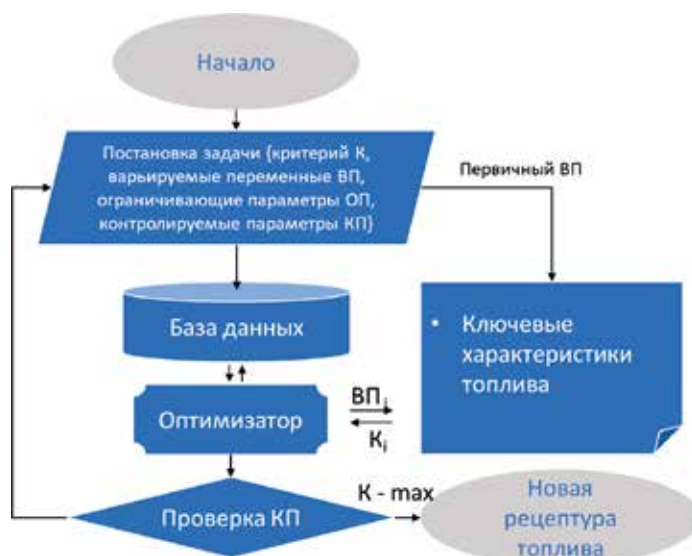 Начало
Постановка задачи {критерий К,
варьируемые переменные ВП,
ограничивающие параметры ОП,
контролируемые параметры КП}
Первичный ВП
База данных
• Ключевые
характеристики
топлива
Оптимизатор
ВПi
Кi
Проверка КП
К - max
Новая
рецептура
топлива